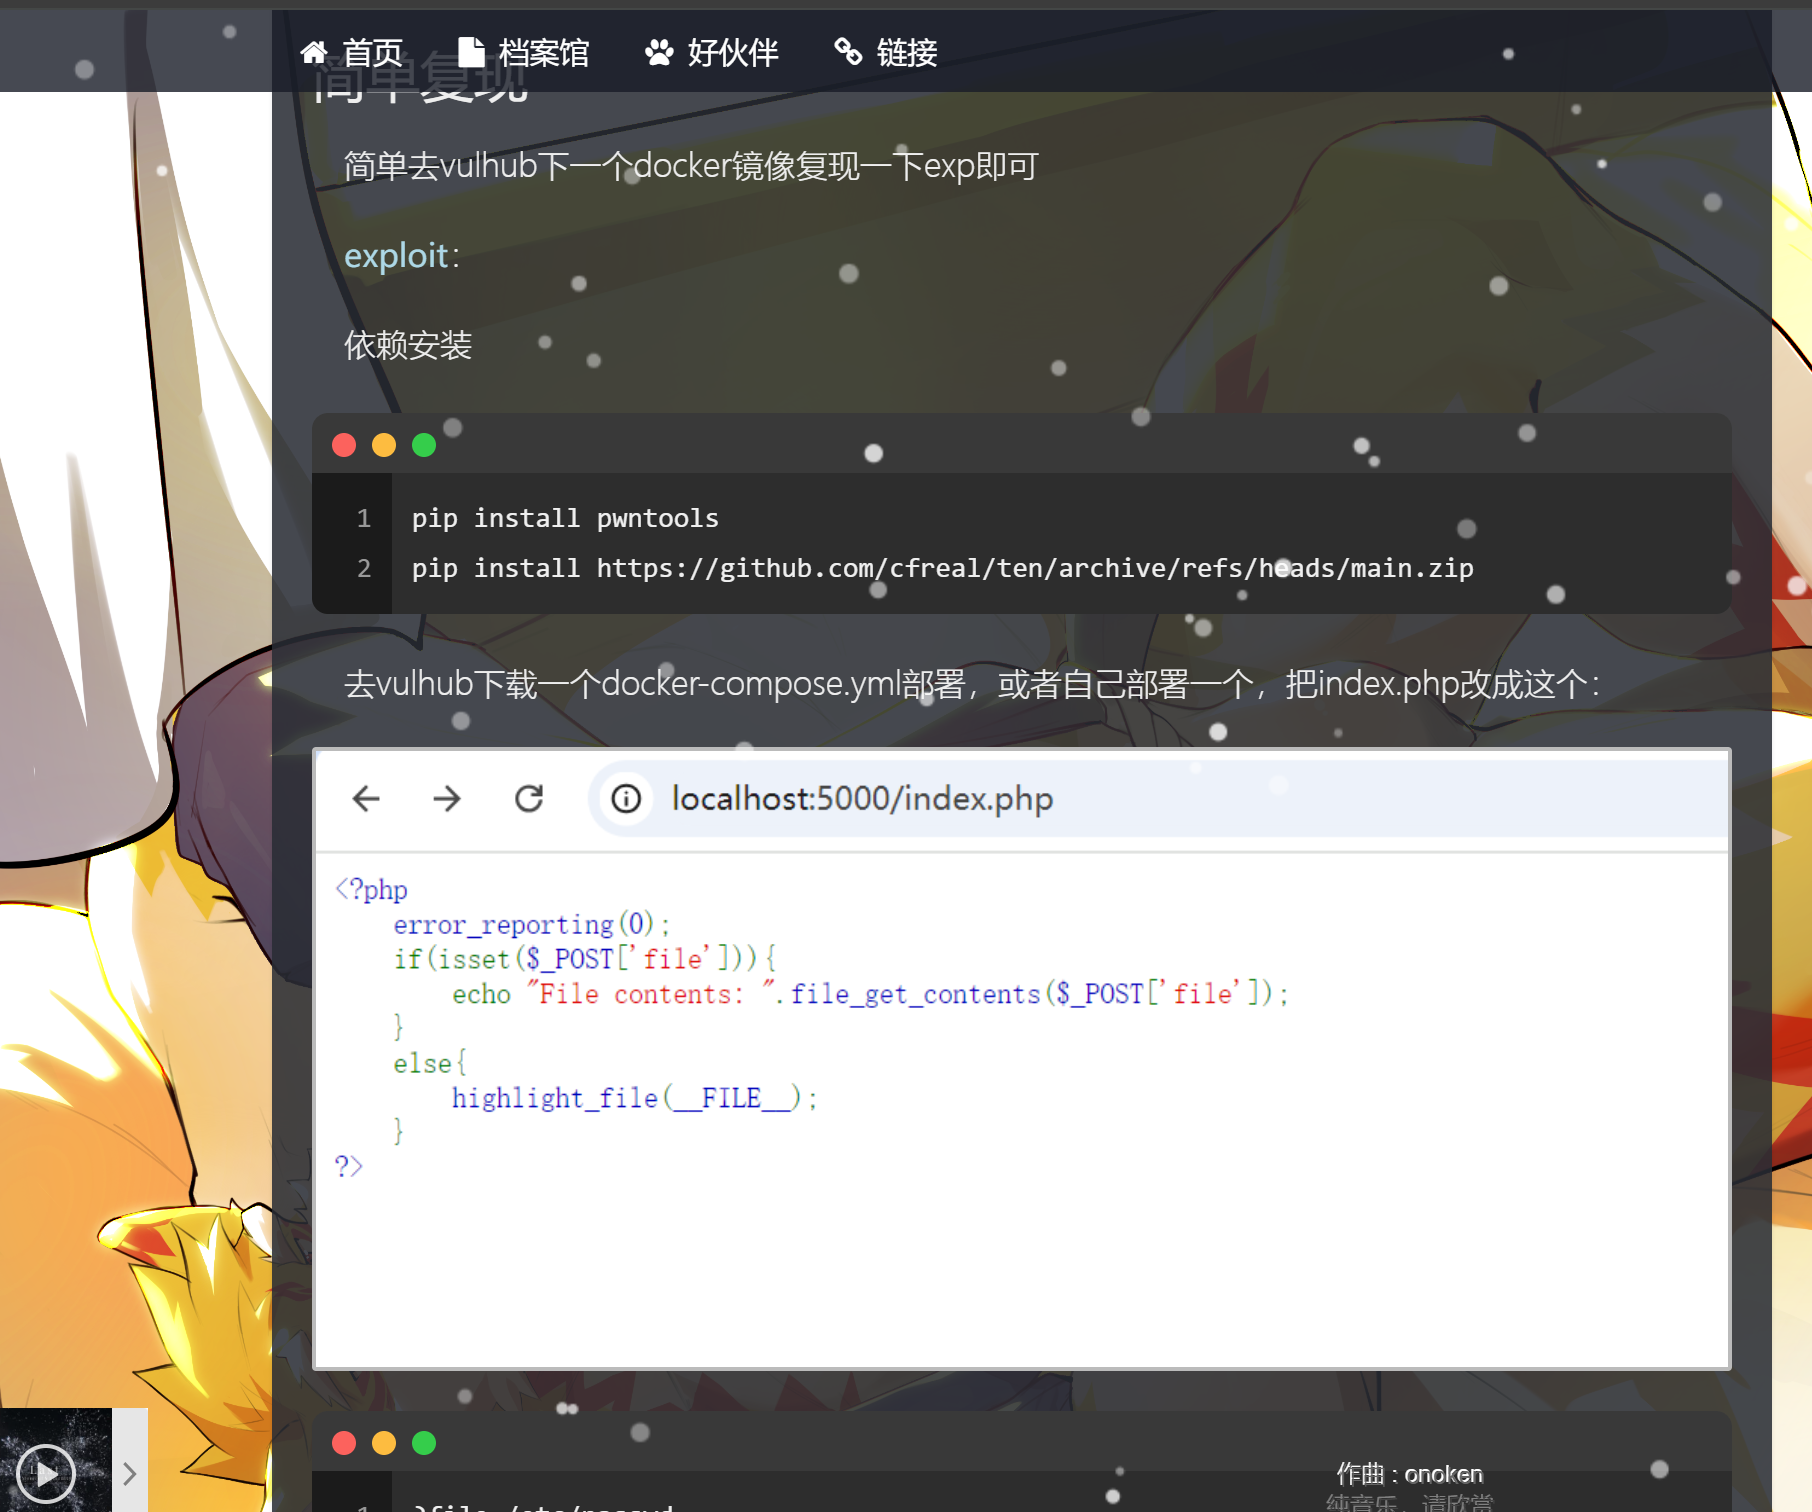 首页 档案馆 好伙伴 链接
简单复现
简单去vulhub下一个docker镜像复现一下exp即可
exploit：
依赖安装
1 pip install pwntools
2 pip install https://github.com/cfreal/ten/archive/refs/heads/main.zip
去vulhub下载一个docker-compose.yml部署，或者自己部署一个，把index.php改成这个：
localhost:5000/index.php
<?php
    error_reporting(0);
    if(isset($_POST['file'])){
        echo "File contents: ".file_get_contents($_POST['file']);
    }
    else{
        highlight_file(__FILE__);
    }
?>
作曲 : onoken
纯音乐，请欣赏